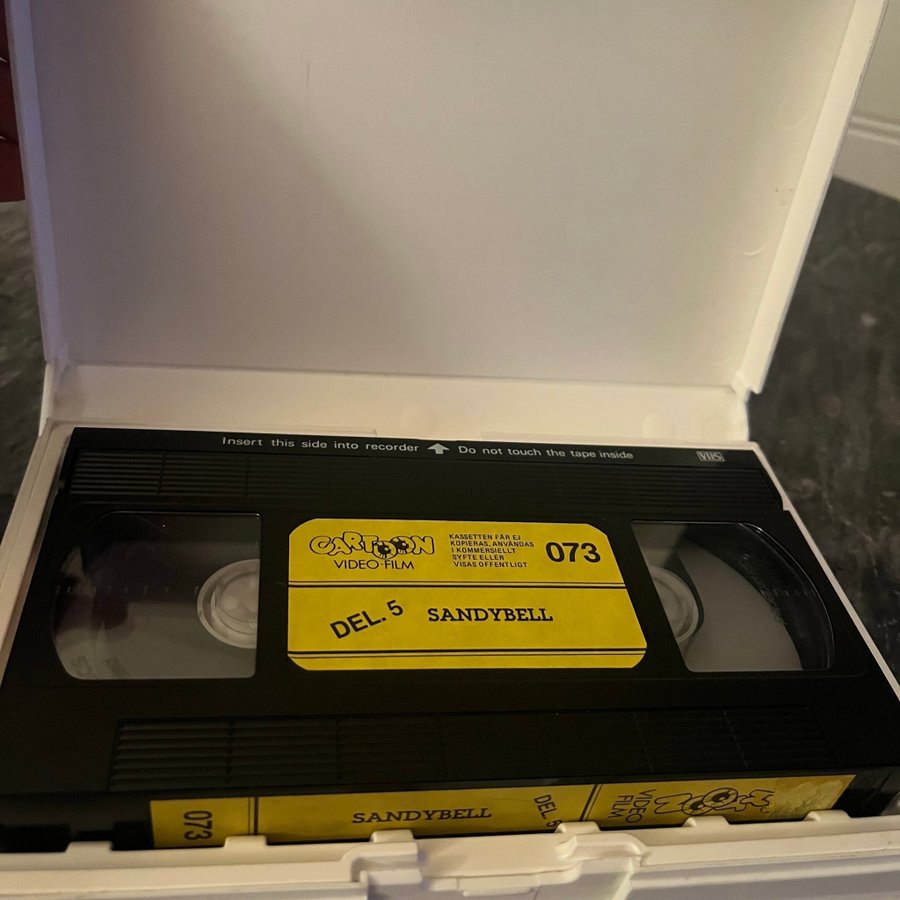 Insert this side into recorder Do not touch the tape inside
VHS
CARTOON
VIDEO-FILM
KASSETTEN FÅR EJ
KOPIERAS, ANVÄNDAS
I KOMMERSIELLT
SYFTE ELLER
VISAS OFFENTLIGT
073
DEL. 5 SANDYBELL
073
SANDYBELL
DEL. 5
VIDEO
FILM